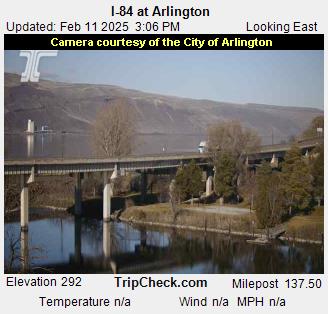 I-84 at Arlington
Updated: Feb 11 2025 3:06 PM Looking East
Camera courtesy of the City of Arlington
Elevation 292 TripCheck.com Milepost 137.50
Temperature n/a Wind n/a MPH n/a